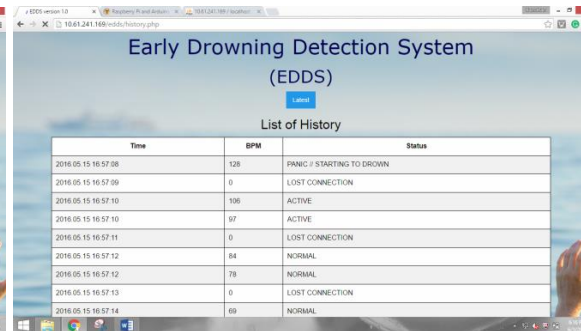 EDDS version 1.0
Raspberry Pi and Arduino
10.61.241.169 / localhost
10.61.241.169/edds/history.php
Early Drowning Detection System
(EDDS)
Latest
List of History
Time BPM Status
2016.05.15 16:57:08 128 PANIC // STARTING TO DROWN
2016.05.15 16:57:09 0 LOST CONNECTION
2016.05.15 16:57:10 106 ACTIVE
2016.05.15 16:57:10 97 ACTIVE
2016.05.15 16:57:11 0 LOST CONNECTION
2016.05.15 16:57:12 84 NORMAL
2016.05.15 16:57:12 78 NORMAL
2016.05.15 16:57:13 0 LOST CONNECTION
2016.05.15 16:57:14 69 NORMAL